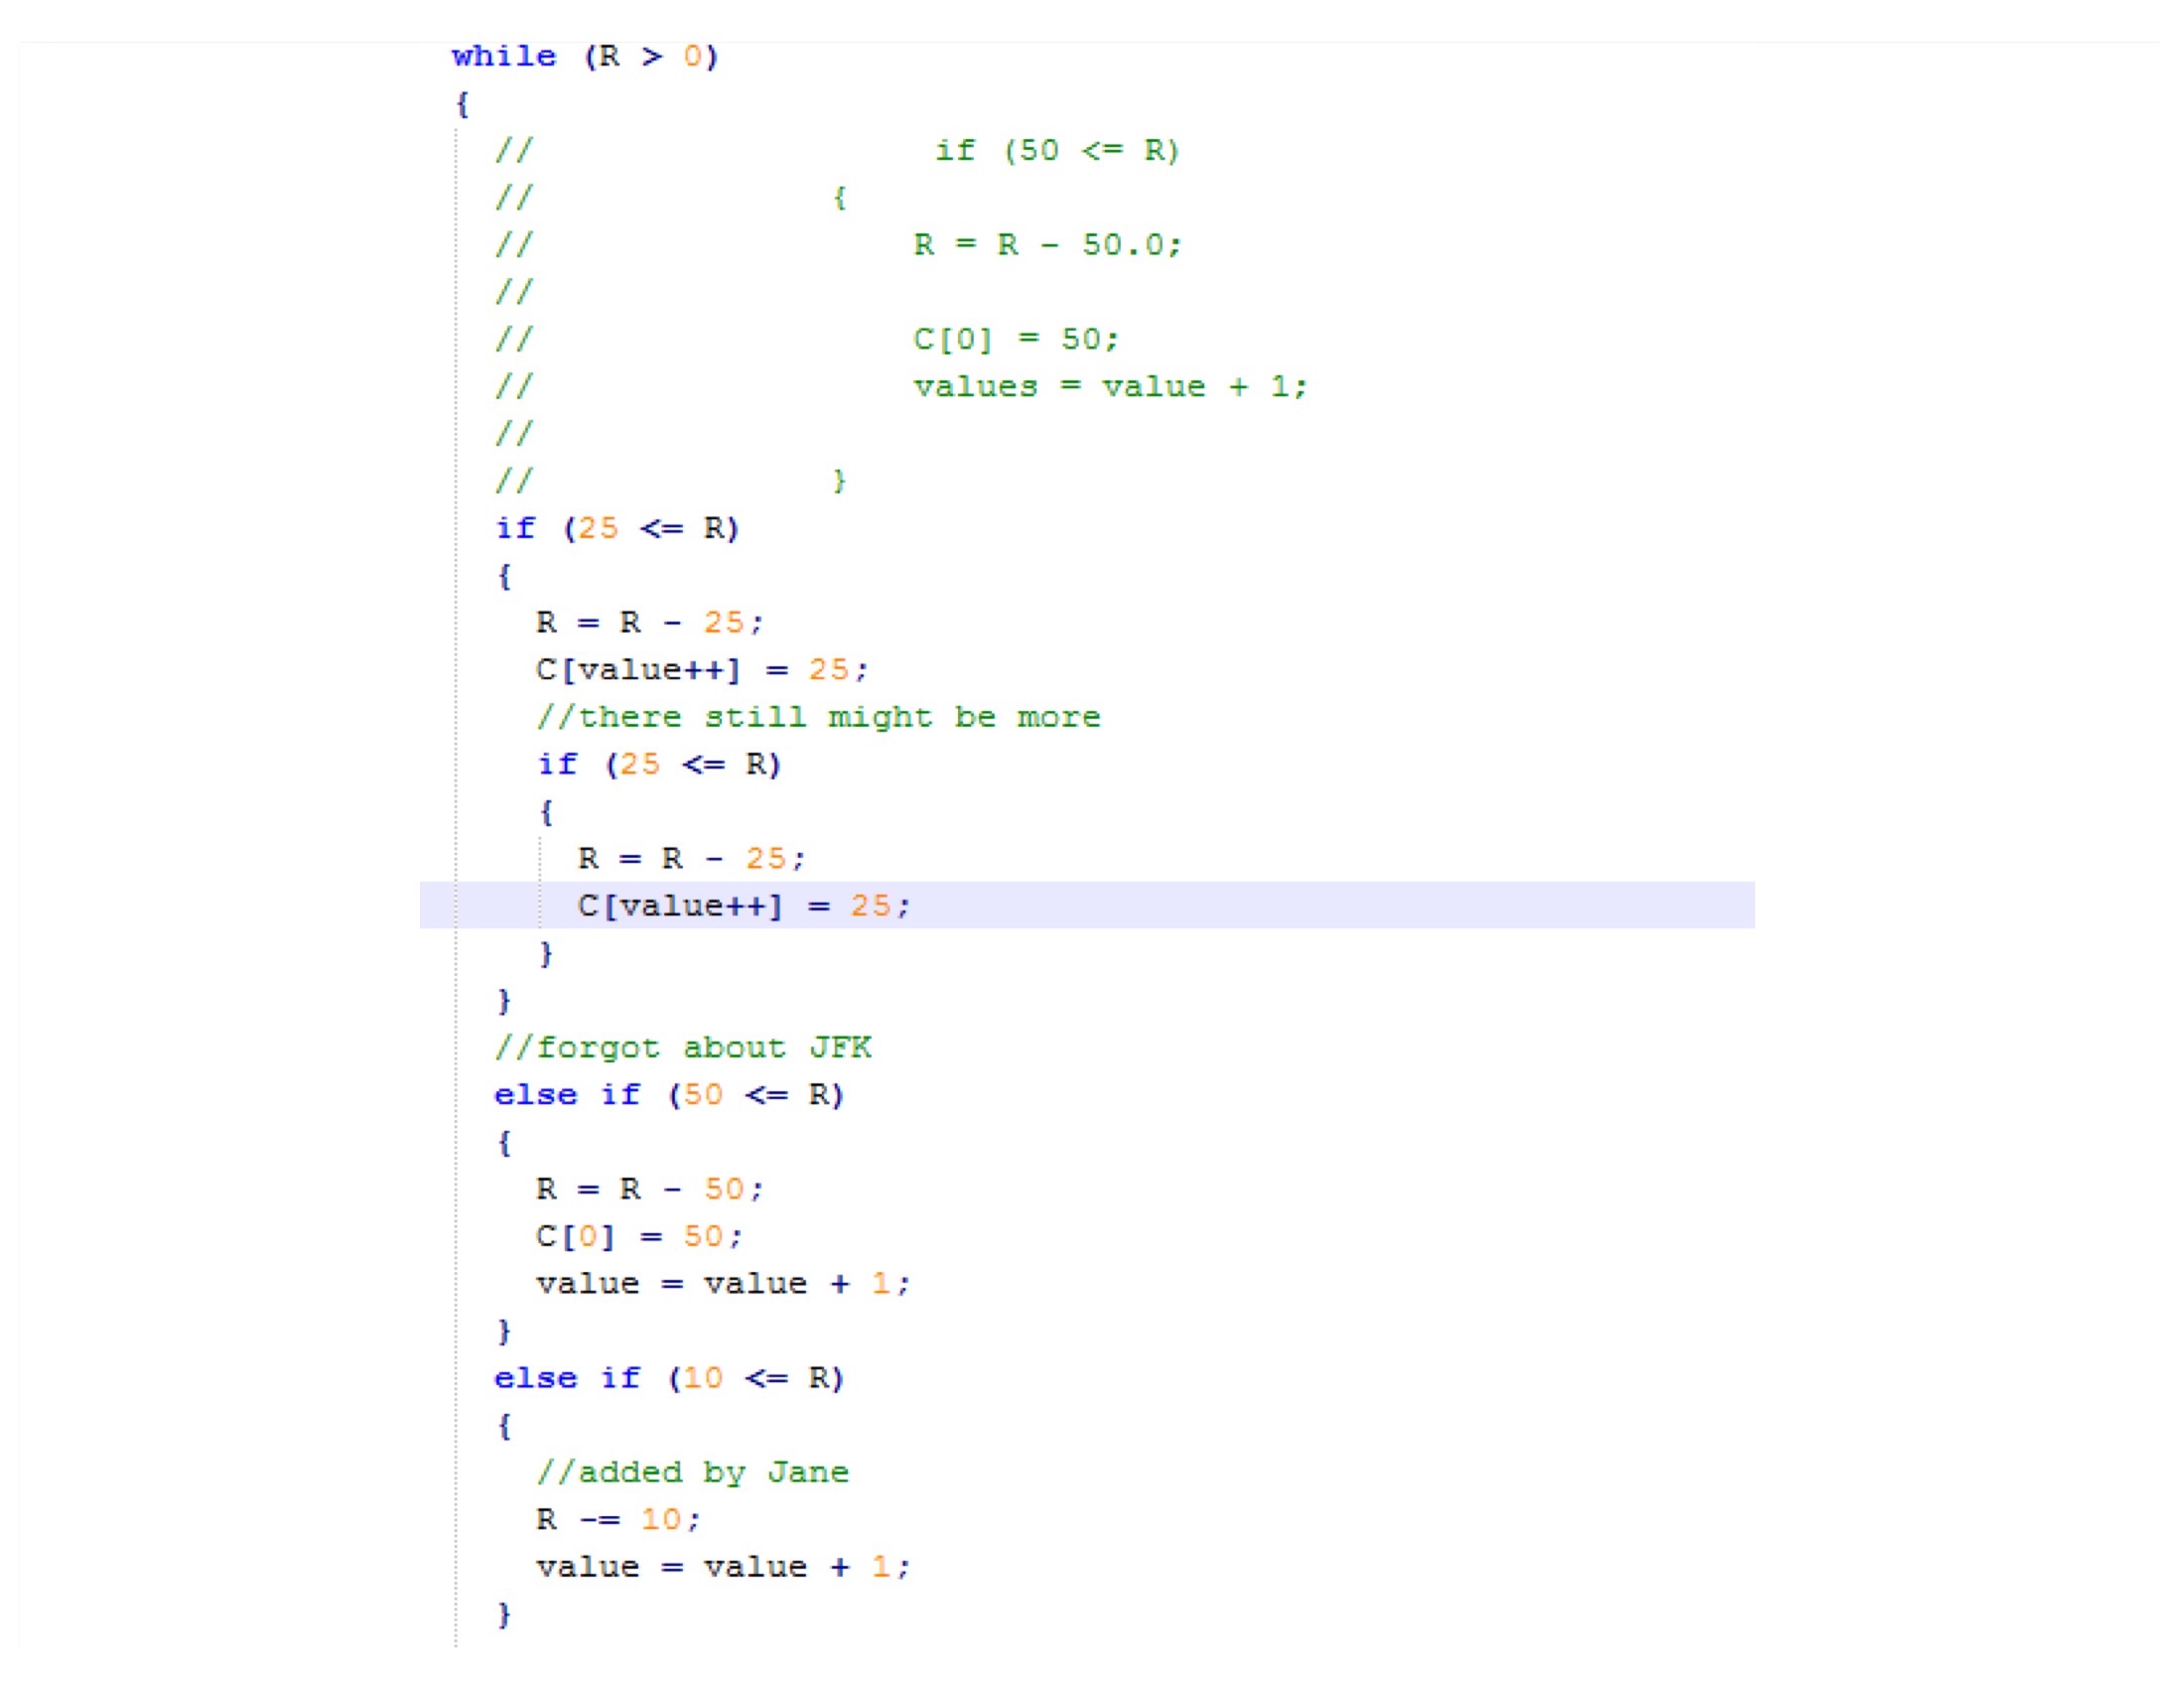 while (R > 0)
{
//                   if (50 <= R)
//              {
//                  R = R - 50.0;
//
//                  C[0] = 50;
//                  values = value + 1;
//
//              }
if (25 <= R)
{
R = R - 25;
C[value++] = 25;
//there still might be more
if (25 <= R)
{
R = R - 25;
C[value++] = 25;
}
}
//forgot about JFK
else if (50 <= R)
{
R = R - 50;
C[0] = 50;
value = value + 1;
}
else if (10 <= R)
{
//added by Jane
R -= 10;
value = value + 1;
}